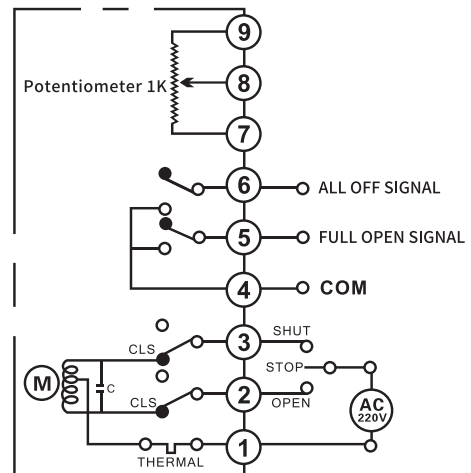 9
Potentiometer 1K
8
7
6 ALL OFF SIGNAL
5 FULL OPEN SIGNAL
4 COM
3 SHUT
CLS
STOP
M
C
2 OPEN
CLS
AC
220V
1
THERMAL